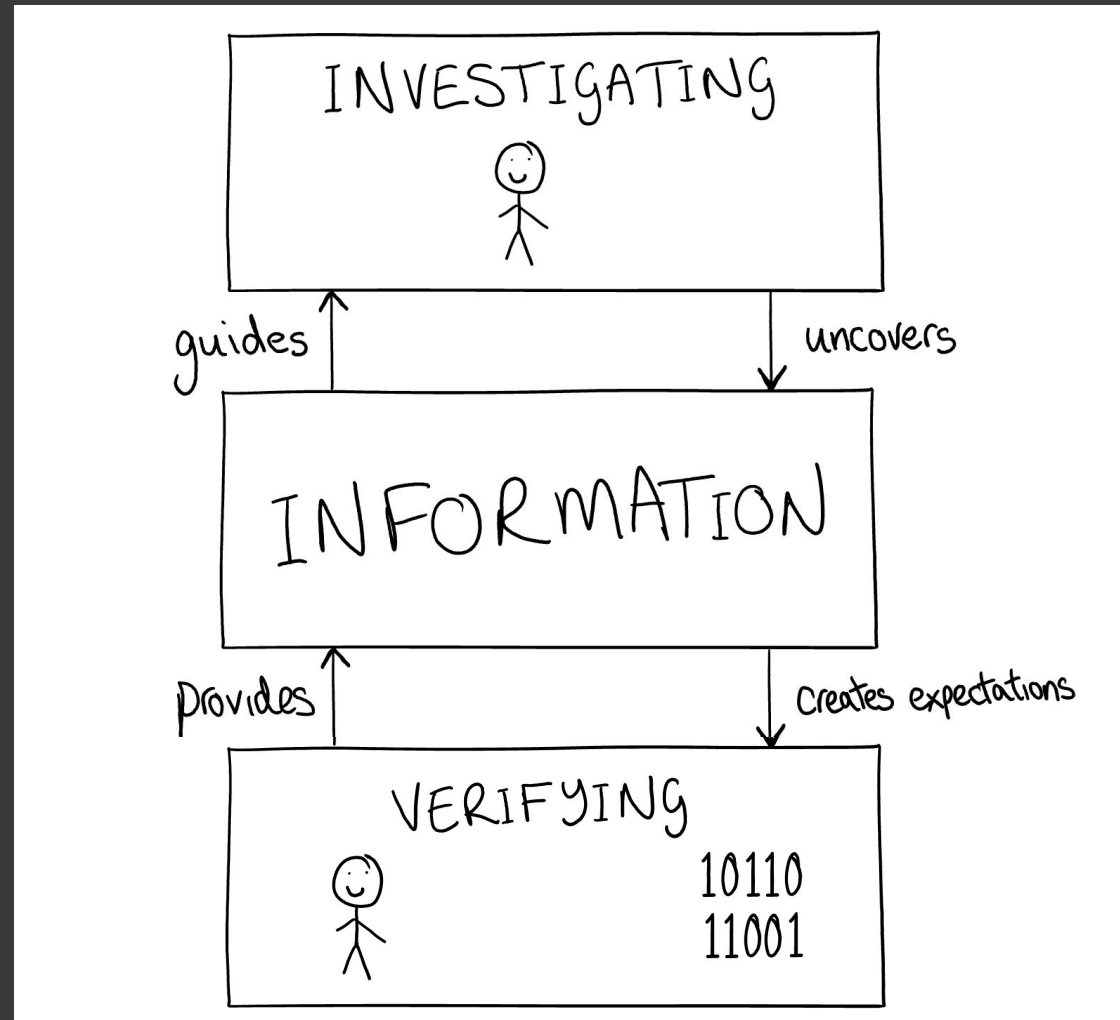 INVESTIGATING
guides
uncovers
INFORMATION
provides
creates expectations
VERIFYING
10110
11001